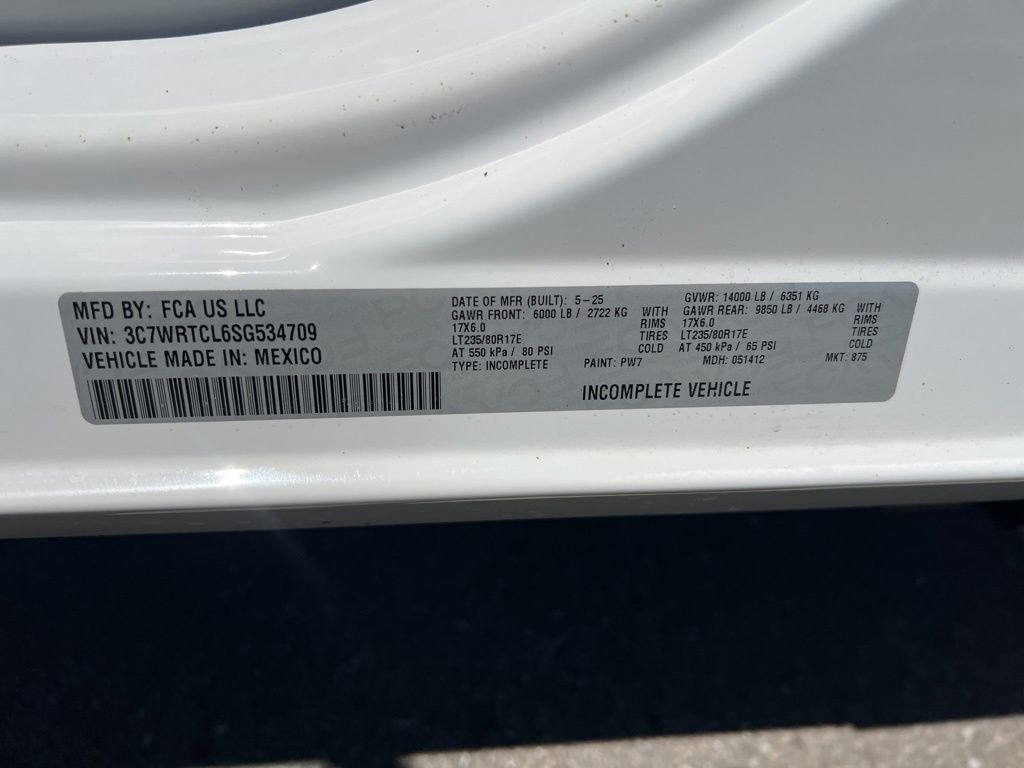 MFD BY: FCA US LLC
VIN: 3C7WRTCL6SG534709
VEHICLE MADE IN: MEXICO
DATE OF MFR (BUILT): 5-25
GAWR FRONT: 6000 LB / 2722 KG WITH
17X6.0 RIMS
LT235/80R17E TIRES
AT 550 kPa / 80 PSI COLD
TYPE: INCOMPLETE PAINT: PW7
GVWR: 14000 LB / 6351 KG
GAWR REAR: 9850 LB / 4468 KG WITH
17X6.0 RIMS
LT235/80R17E TIRES
AT 450 kPa / 65 PSI COLD
MDH: 051412 MKT: 875
INCOMPLETE VEHICLE